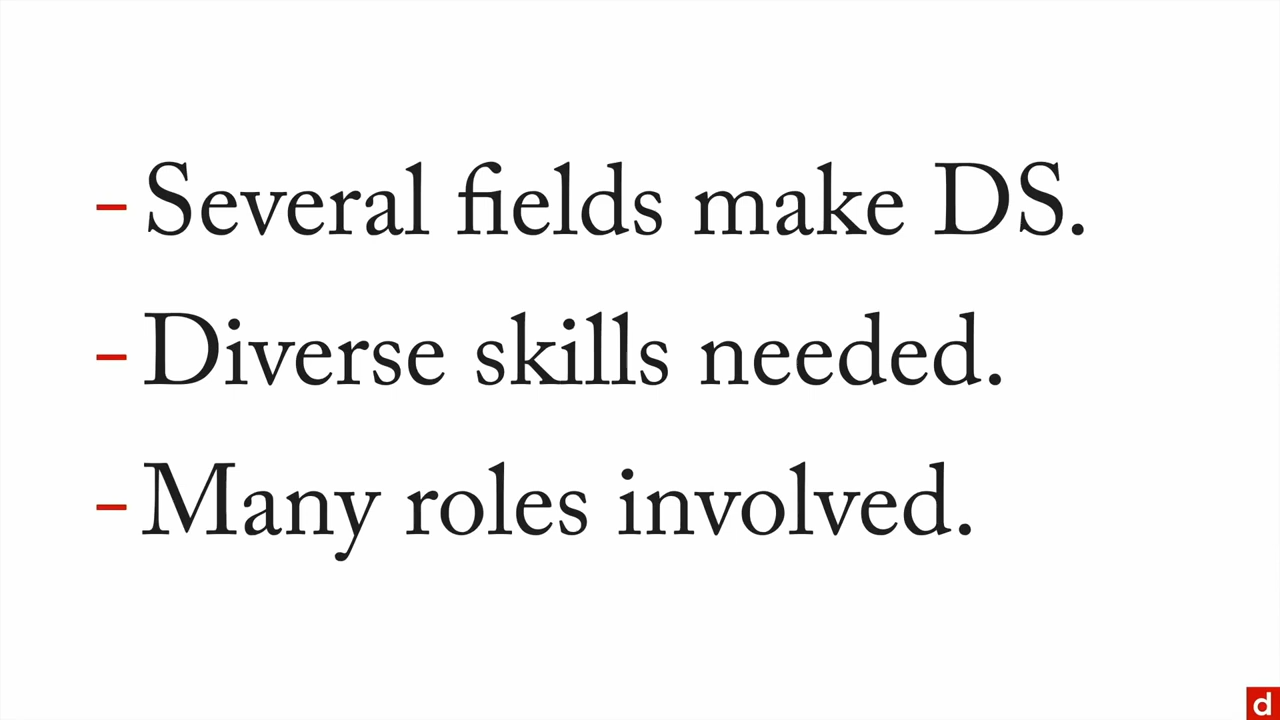 - Several fields make DS.
- Diverse skills needed.
- Many roles involved.
d